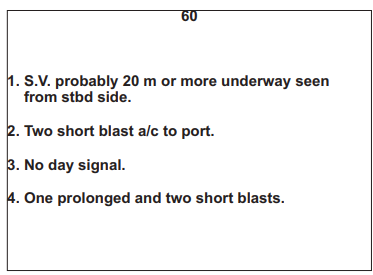 60
1. S.V. probably 20 m or more underway seen
from stbd side.
2. Two short blast a/c to port.
3. No day signal.
4. One prolonged and two short blasts.